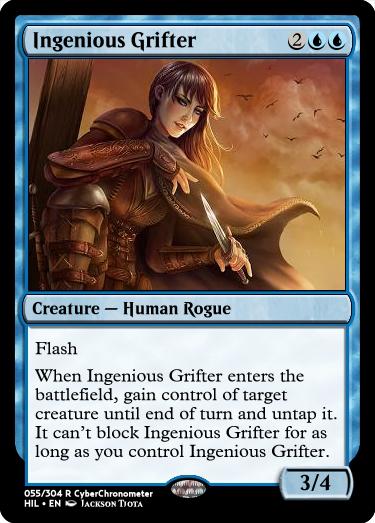 Ingenious Grifter 2
Creature — Human Rogue
Flash
When Ingenious Grifter enters the
battlefield, gain control of target
creature until end of turn and untap it.
It can't block Ingenious Grifter for as
long as you control Ingenious Grifter.
3/4
055/304 R CyberChronometer
HIL • EN Jackson Tjota